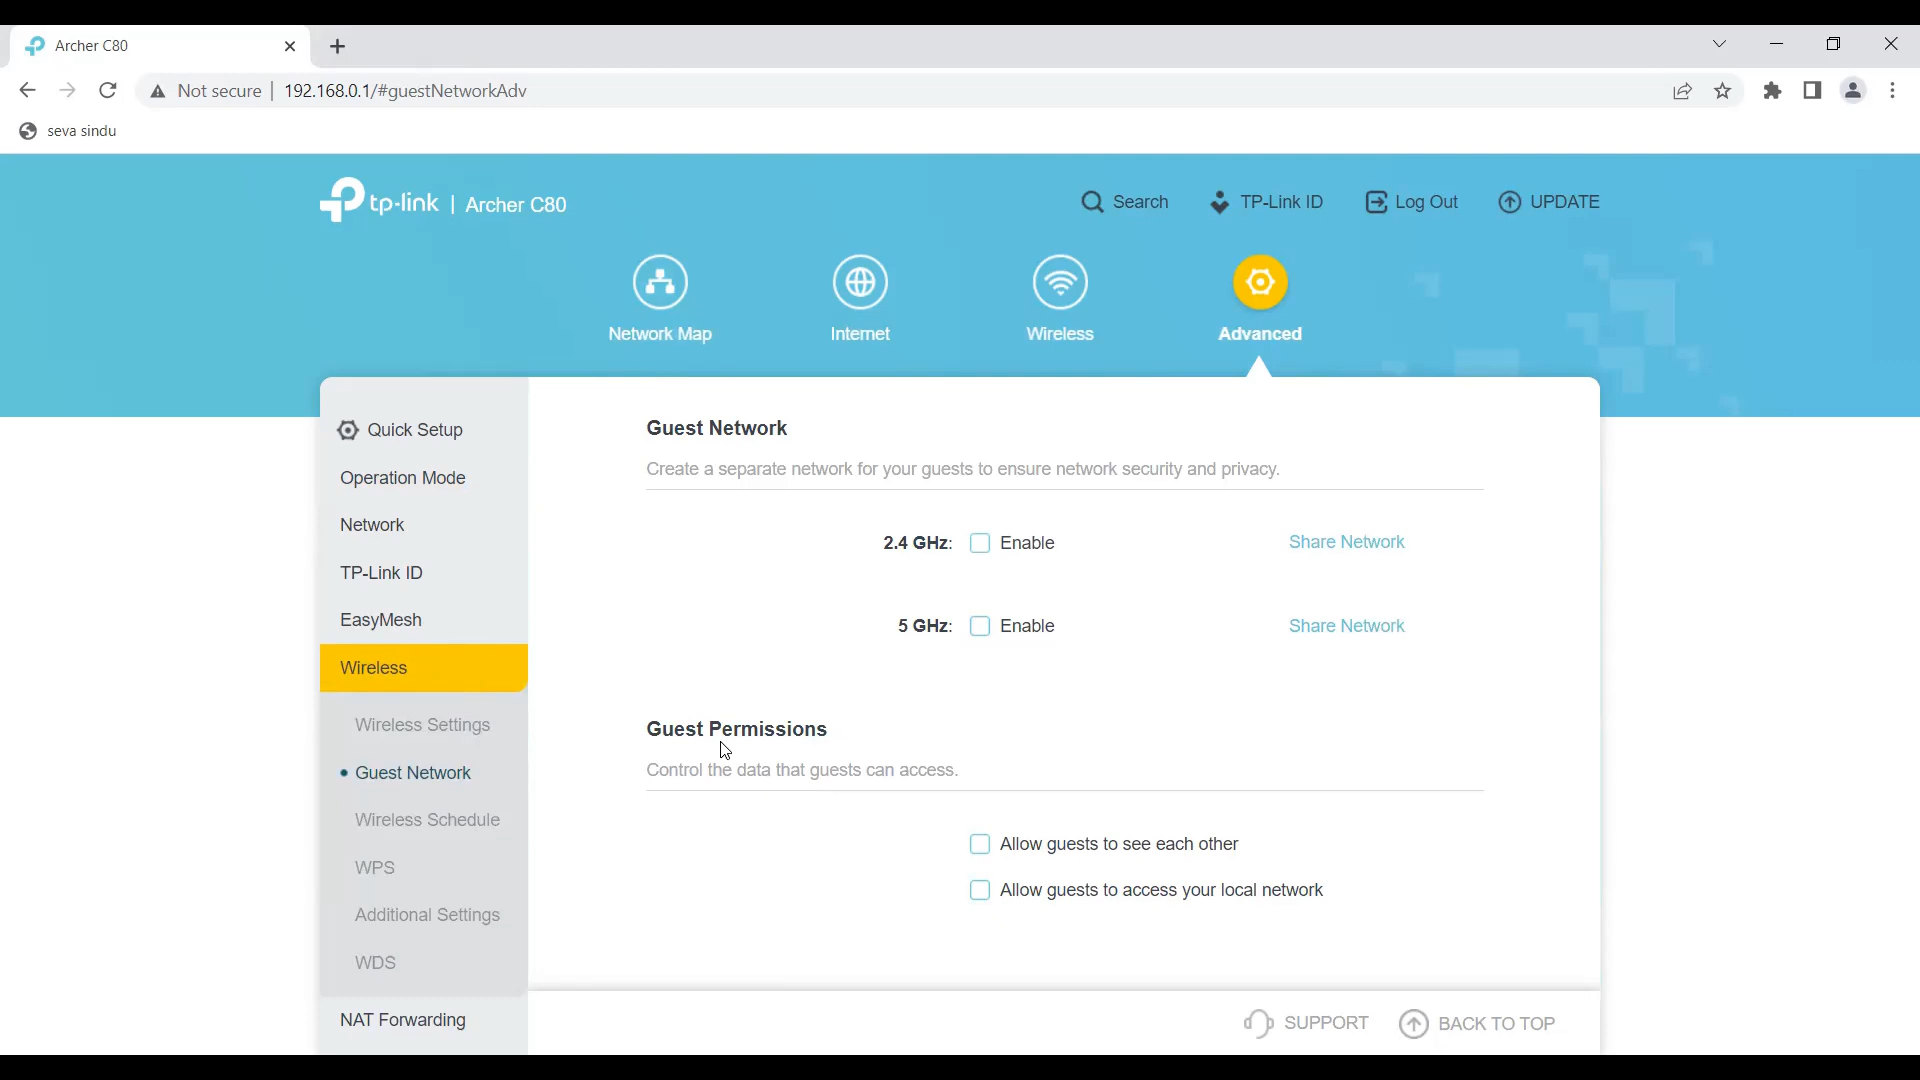 Archer C80
Not secure | 192.168.0.1/#guestNetworkAdv
seva sindu
tp-link | Archer C80
Search
TP-Link ID
Log Out
UPDATE
Network Map
Internet
Wireless
Advanced
Quick Setup
Operation Mode
Network
TP-Link ID
EasyMesh
Wireless
Wireless Settings
Guest Network
Wireless Schedule
WPS
Additional Settings
WDS
NAT Forwarding
Guest Network
Create a separate network for your guests to ensure network security and privacy.
2.4 GHz: Enable Share Network
5 GHz: Enable Share Network
Guest Permissions
Control the data that guests can access.
Allow guests to see each other
Allow guests to access your local network
SUPPORT
BACK TO TOP